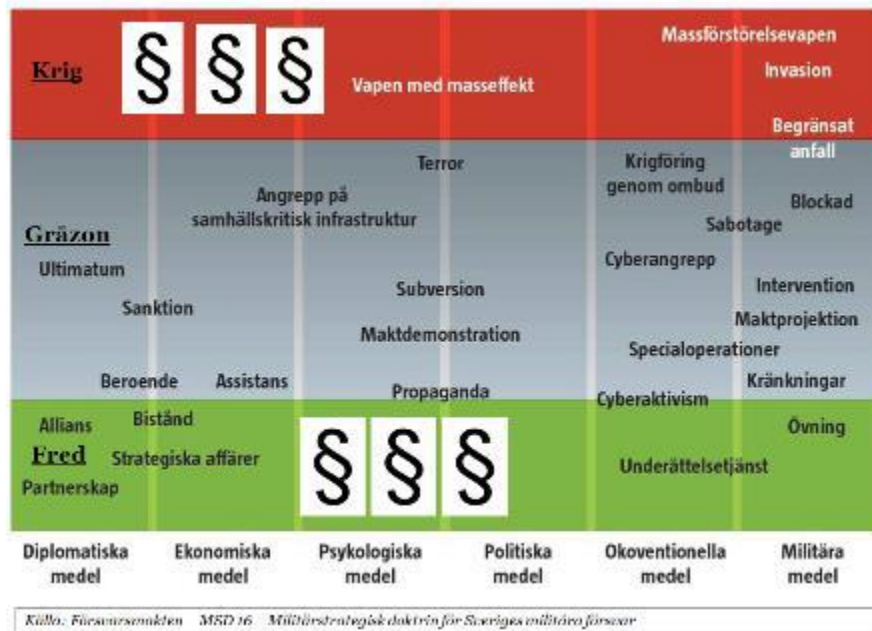 Massförstörelsevapen
Krig
§ § §
Invasion
Vapen med masseffekt
Begränsat
anfall
Terror
Krigföring
genom ombud
Angrepp på
samhällskritisk infrastruktur
Blockad
Sabotage
Gråzon
Ultimatum
Cyberangrepp
Subversion
Intervention
Sanktion
Maktprojektion
Maktdemonstration
Specialoperationer
Beroende
Assistans
Kränkningar
Propaganda
Cyberaktivism
Allians
Bistånd
Övning
Fred
Strategiska affärer
§ § §
Underättelsetjänst
Partnerskap
Diplomatiska
medel
Ekonomiska
medel
Psykologiska
medel
Politiska
medel
Okoventionella
medel
Militära
medel
Källa: Försvarsmakten MSD 16 Militärstrategisk doktrin för Sveriges militära försvar